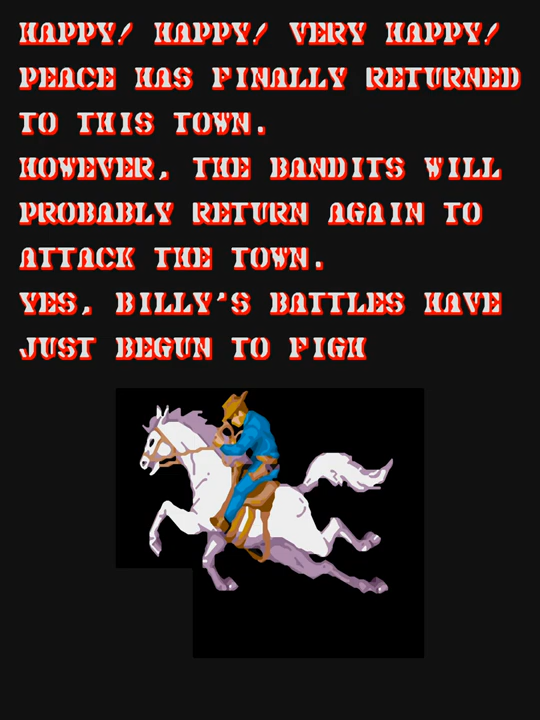 HAPPY! HAPPY! VERY HAPPY!
PEACE HAS FINALLY RETURNED
TO THIS TOWN.
HOWEVER, THE BANDITS WILL
PROBABLY RETURN AGAIN TO
ATTACK THE TOWN.
YES, BILLY'S BATTLES HAVE
JUST BEGUN TO FIGH